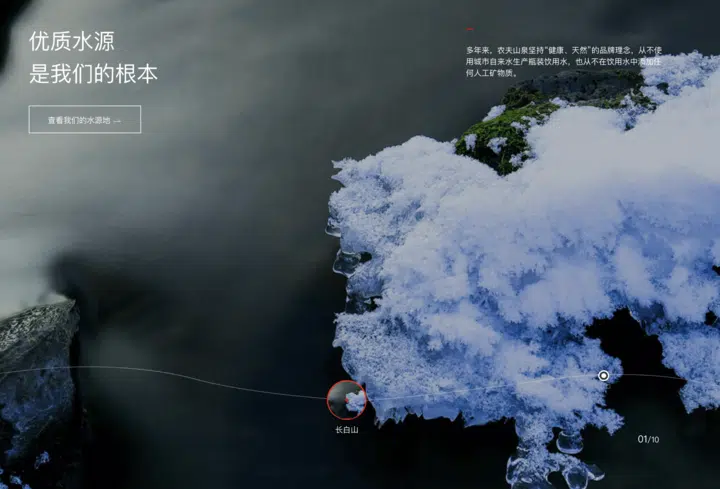 优质水源
是我们的根本
查看我们的水源地 —→
多年来，农夫山泉坚持“健康、天然”的品牌理念，从不使
用城市自来水生产瓶装饮用水，也从不在饮用水中添加任
何人工矿物质。
长白山
01/10